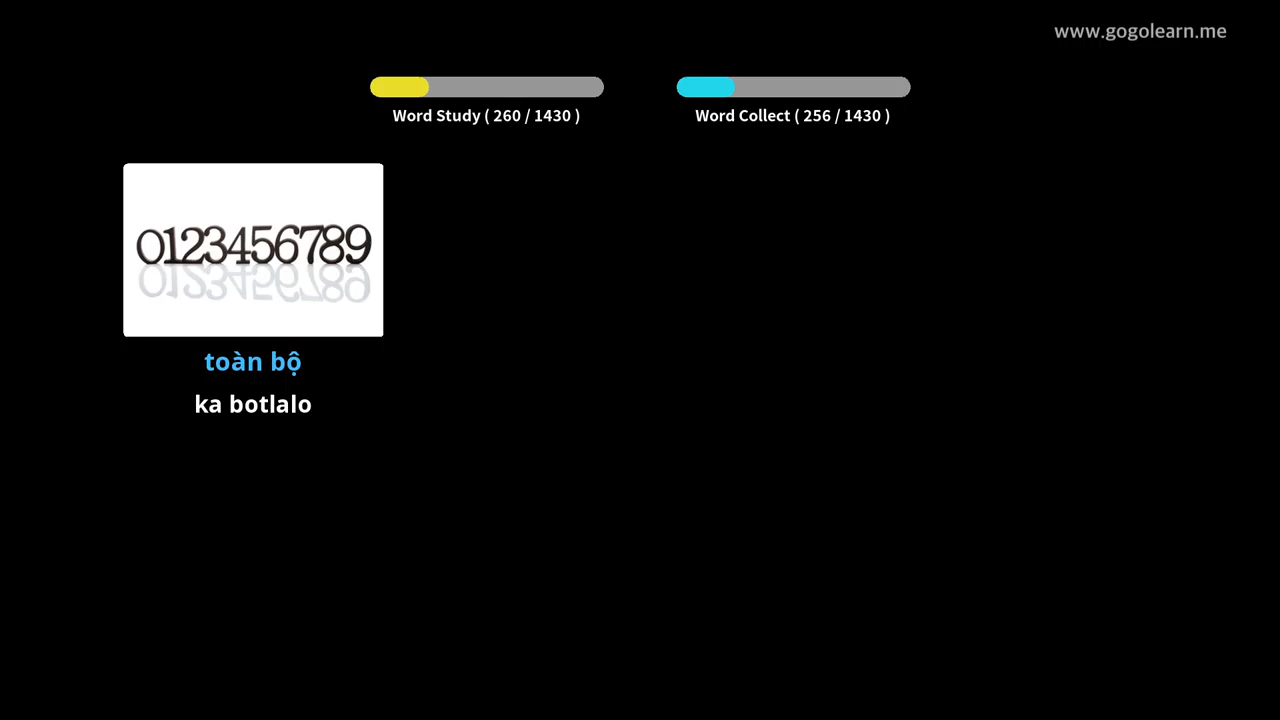 www.gogolearn.me
Word Study ( 260 / 1430 )
Word Collect ( 256 / 1430 )
0123456789
toàn bộ
ka botlalo